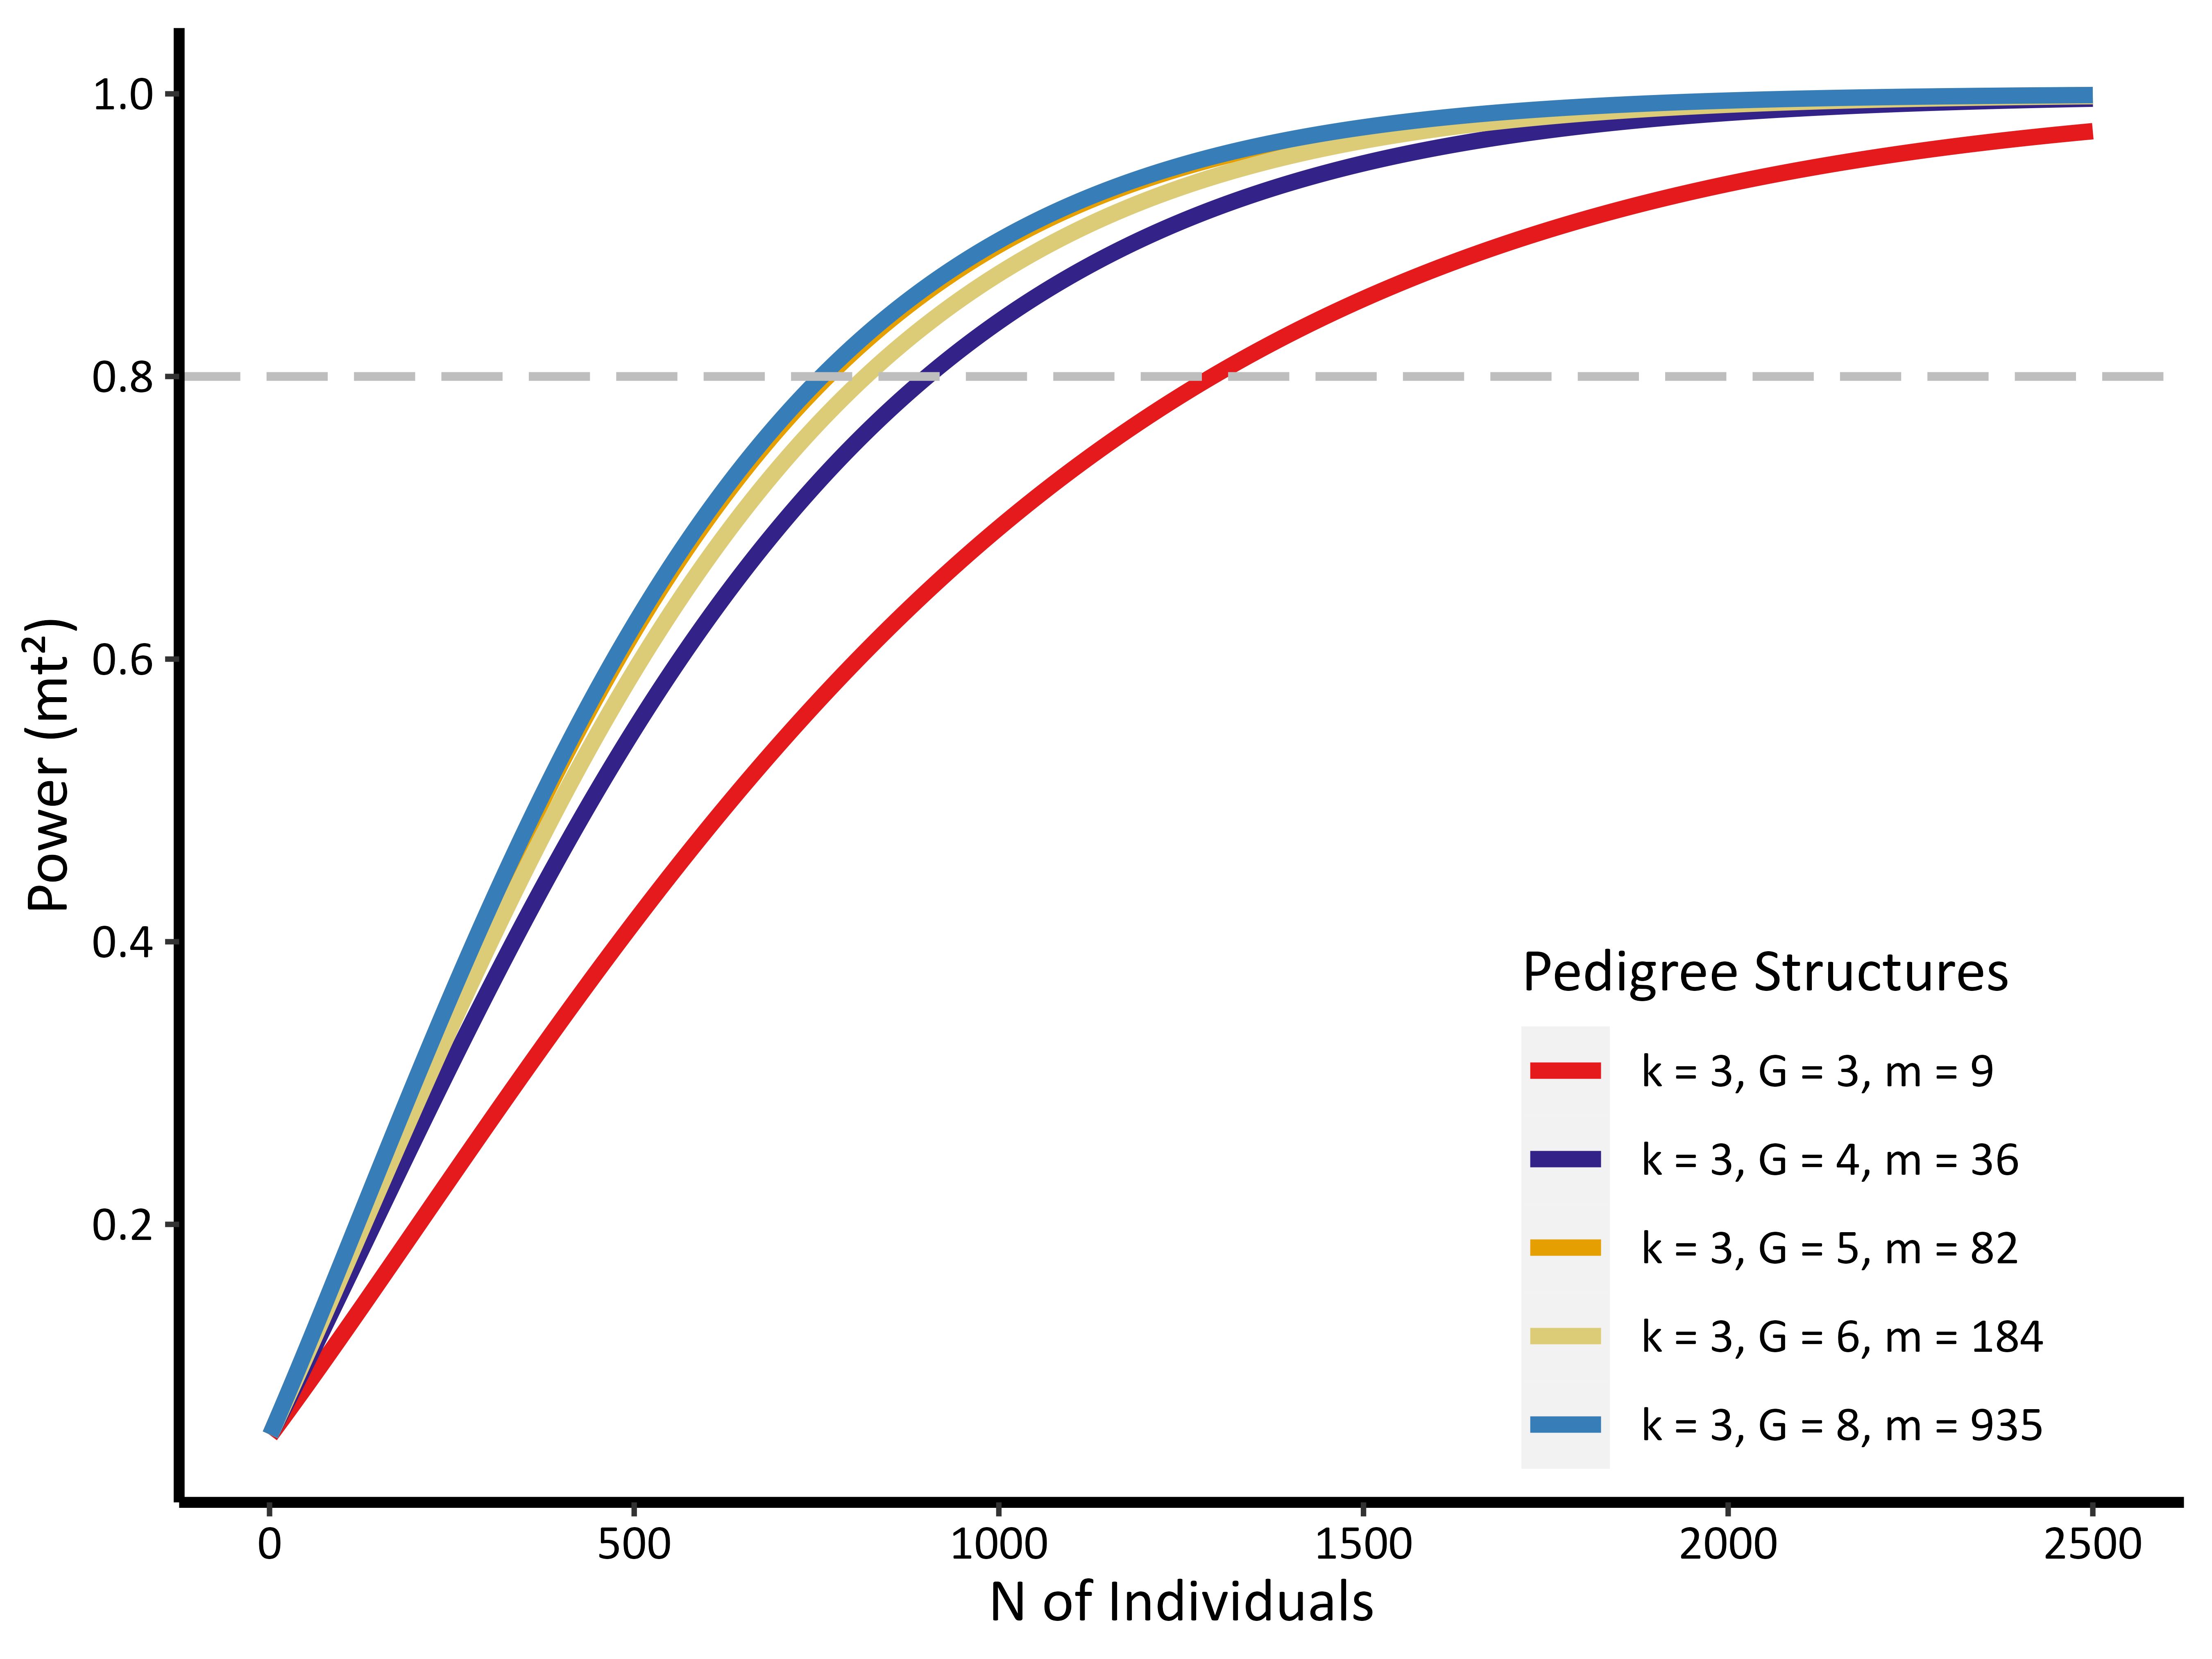 1.0
0.8
0.6
0.4
0.2
Power (mt²)
0 500 1000 1500 2000 2500
N of Individuals
Pedigree Structures
k = 3, G = 3, m = 9
k = 3, G = 4, m = 36
k = 3, G = 5, m = 82
k = 3, G = 6, m = 184
k = 3, G = 8, m = 935